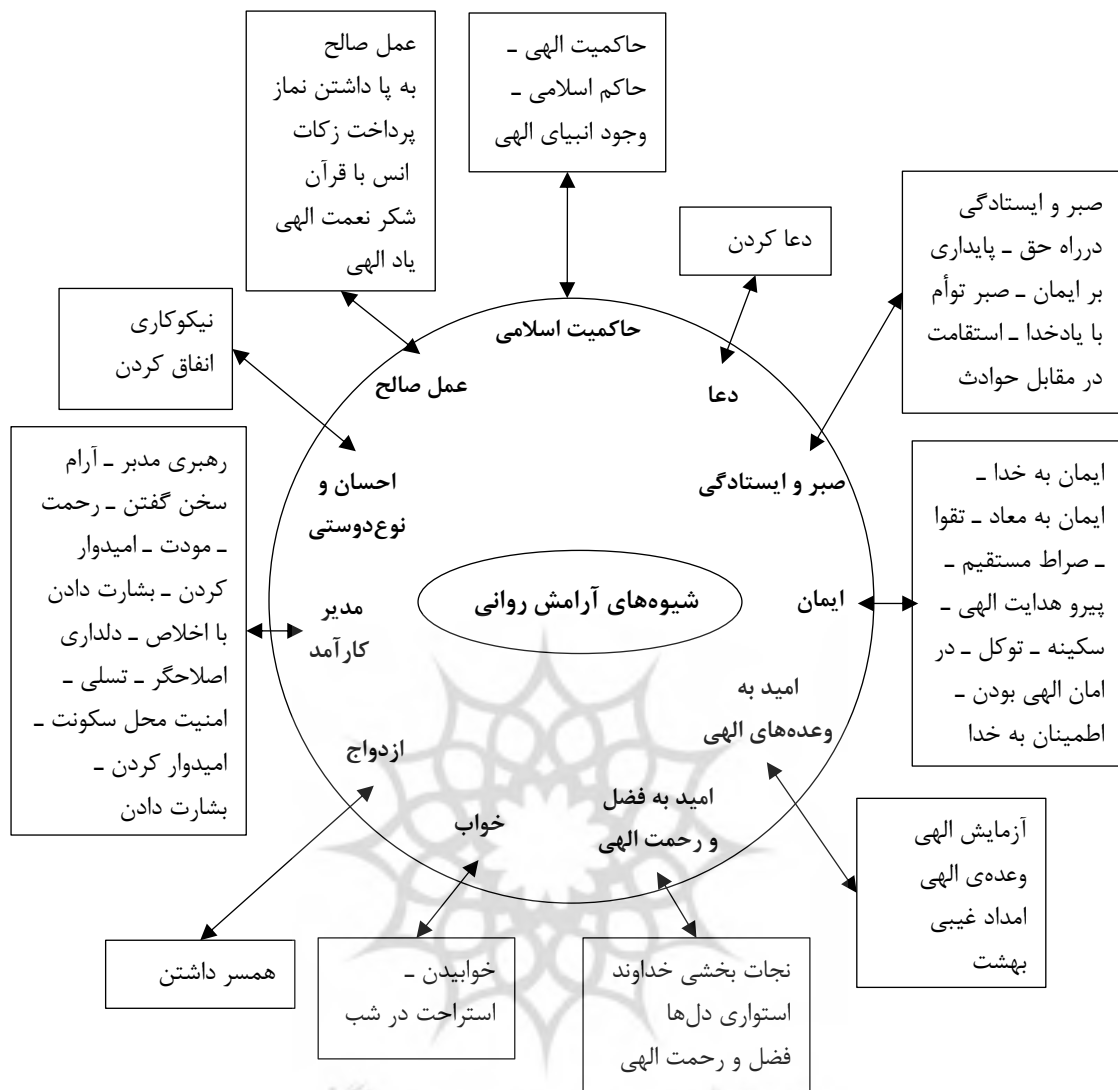 عمل صالح
به پا داشتن نماز
پرداخت زکات
انس با قرآن
شکر نعمت الهی
یاد الهی
حاکمیت الهی ـ
حاکم اسلامی ـ
وجود انبیای الهی
دعا کردن
صبر و ایستادگی
درراه حق ـ پایداری
بر ایمان ـ صبر توأم
با یادخدا ـ استقامت
در مقابل حوادث
نیکوکاری
انفاق کردن
حاکمیت اسلامی
عمل صالح
دعا
صبر و ایستادگی
احسان و
نوع‌دوستی
رهبری مدبر ـ آرام
سخن گفتن ـ رحمت
ـ مودت ـ امیدوار
کردن ـ بشارت دادن
با اخلاص ـ دلداری
اصلاحگر ـ تسلی ـ
امنیت محل سکونت ـ
امیدوار کردن ـ
بشارت دادن
ایمان به خدا ـ
ایمان به معاد ـ تقوا
ـ صراط مستقیم ـ
پیرو هدایت الهی ـ
سکینه ـ توکل ـ در
امان الهی بودن ـ
اطمینان به خدا
شیوه‌های آرامش روانی
ایمان
مدیر
کارآمد
امید به
وعده‌های الهی
ازدواج
امید به فضل
و رحمت الهی
خواب
آزمایش الهی
وعده‌ی الهی
امداد غیبی
بهشت
همسر داشتن
خوابیدن ـ
استراحت در شب
نجات بخشی خداوند
استواری دل‌ها
فضل و رحمت الهی